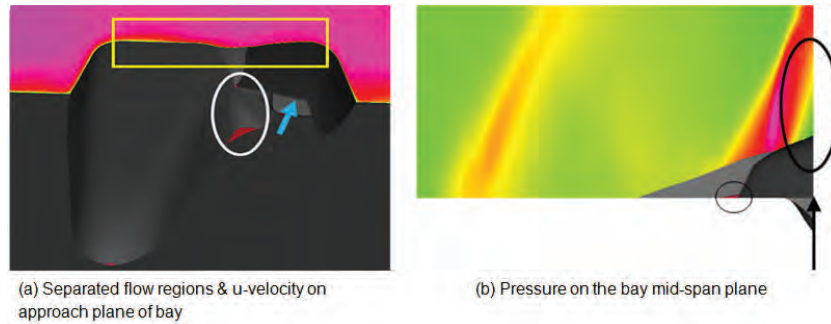 (a) Separated flow regions & u-velocity on
approach plane of bay
(b) Pressure on the bay mid-span plane